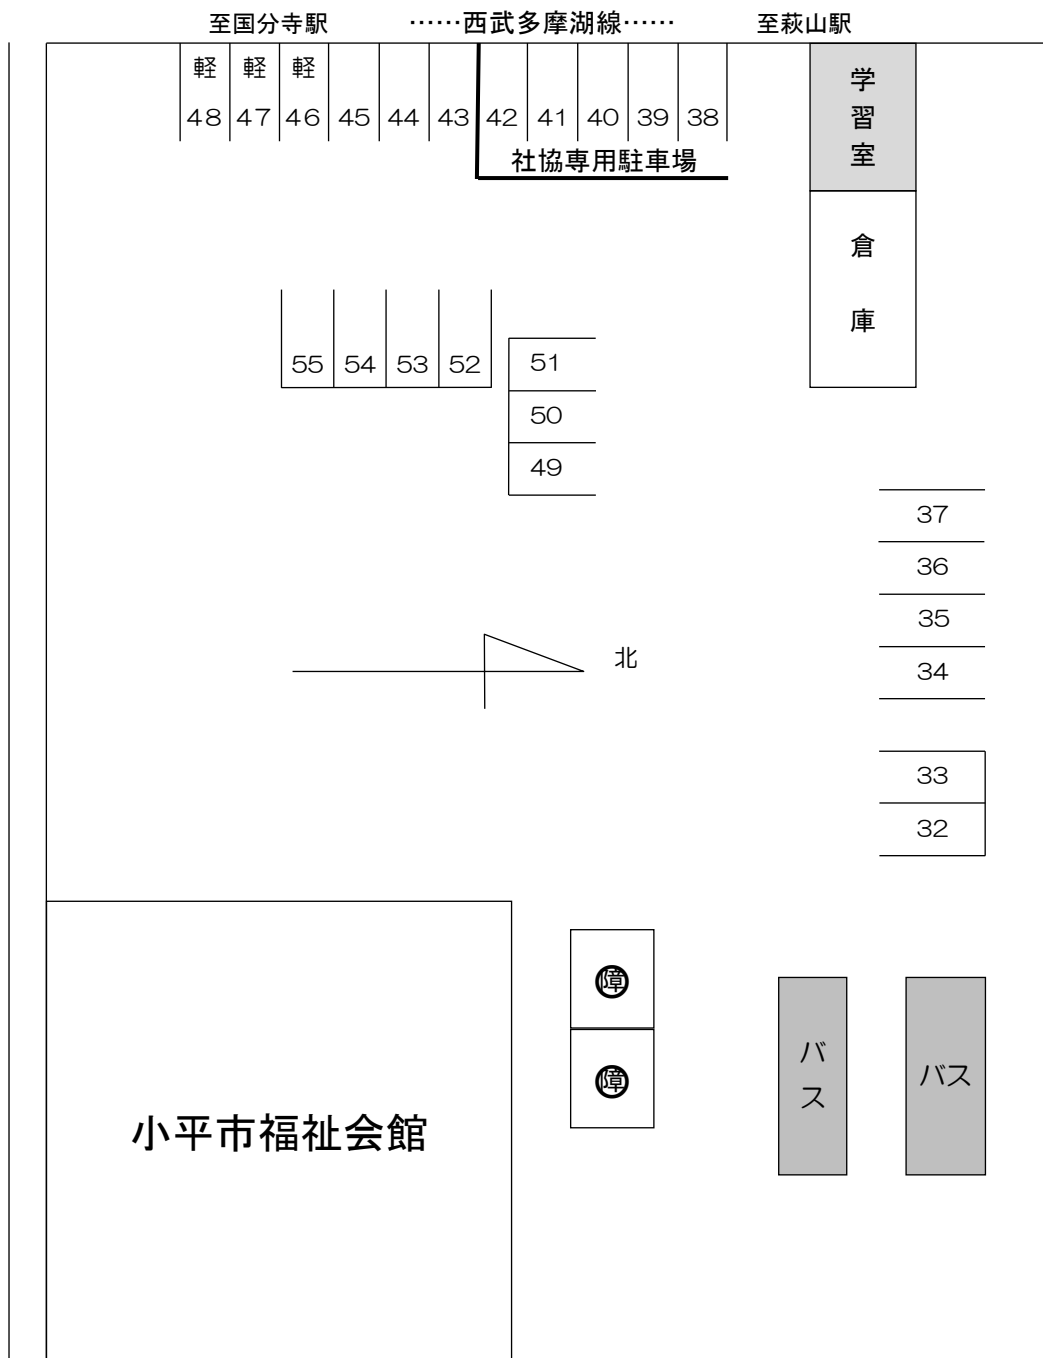 至国分寺駅 ……西武多摩湖線…… 至萩山駅
軽 軽 軽
48 47 46 45 44 43 42 41 40 39 38
社協専用駐車場
学習室
倉庫
55 54 53 52
51
50
49
37
36
35
34
北
33
32
障
障
バス
バス
小平市福祉会館